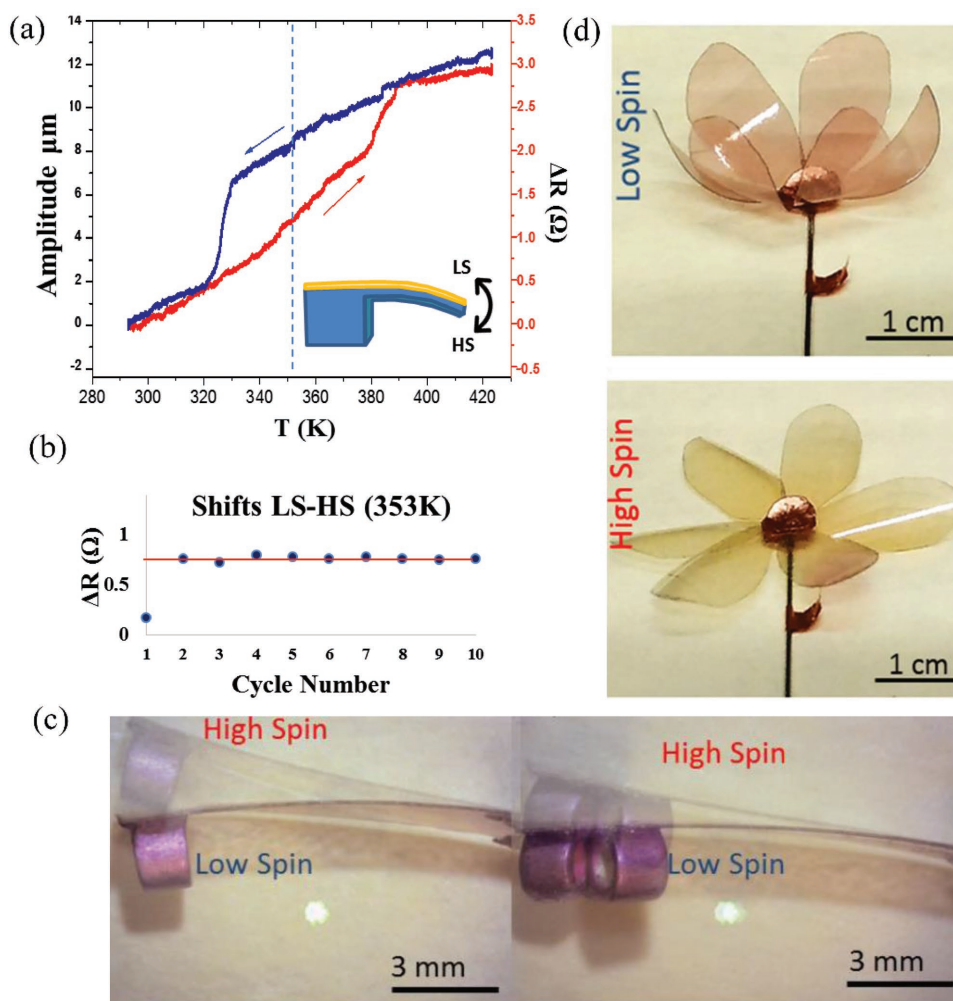 (a)
14
12
10
8
6
4
2
0
-2
Amplitude µm
280 300 320 340 360 380 400 420
T (K)
3.5
3.0
2.5
2.0
1.5
1.0
0.5
0.0
-0.5
ΔR (Ω)
LS
HS
(b)
Shifts LS-HS (353K)
1
0.5
0
ΔR (Ω)
1 2 3 4 5 6 7 8 9 10
Cycle Number
(c)
High Spin
Low Spin
3 mm
High Spin
Low Spin
3 mm
(d)
Low Spin
1 cm
High Spin
1 cm